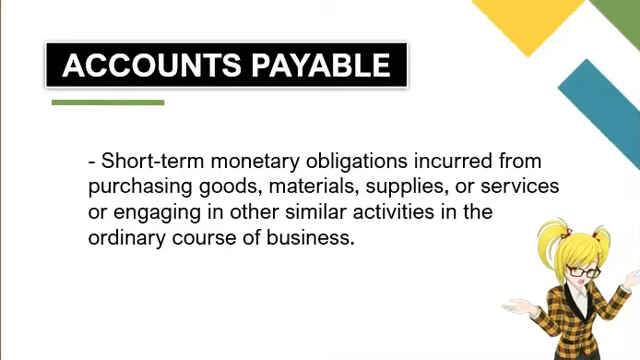 ACCOUNTS PAYABLE
- Short-term monetary obligations incurred from
purchasing goods, materials, supplies, or services
or engaging in other similar activities in the
ordinary course of business.